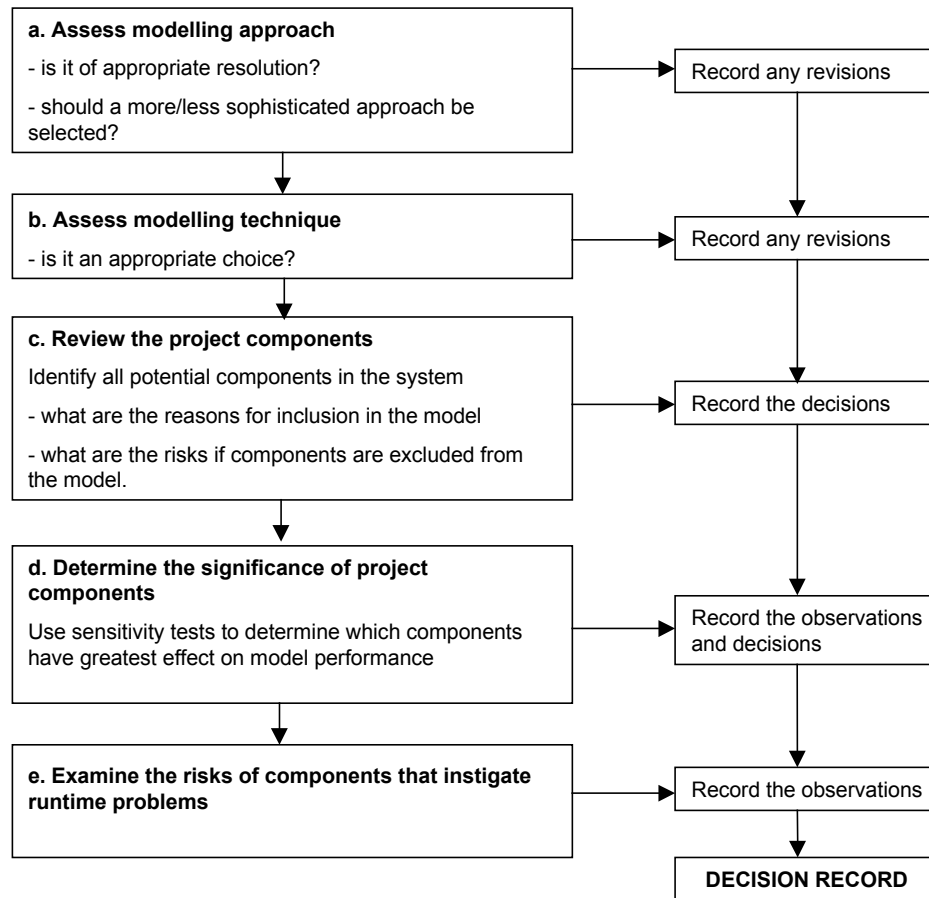 a. Assess modelling approach
- is it of appropriate resolution?
- should a more/less sophisticated approach be
selected?
Record any revisions
b. Assess modelling technique
- is it an appropriate choice?
Record any revisions
c. Review the project components
Identify all potential components in the system
- what are the reasons for inclusion in the model
- what are the risks if components are excluded from
the model.
Record the decisions
d. Determine the significance of project
components
Use sensitivity tests to determine which components
have greatest effect on model performance
Record the observations
and decisions
e. Examine the risks of components that instigate
runtime problems
Record the observations
DECISION RECORD